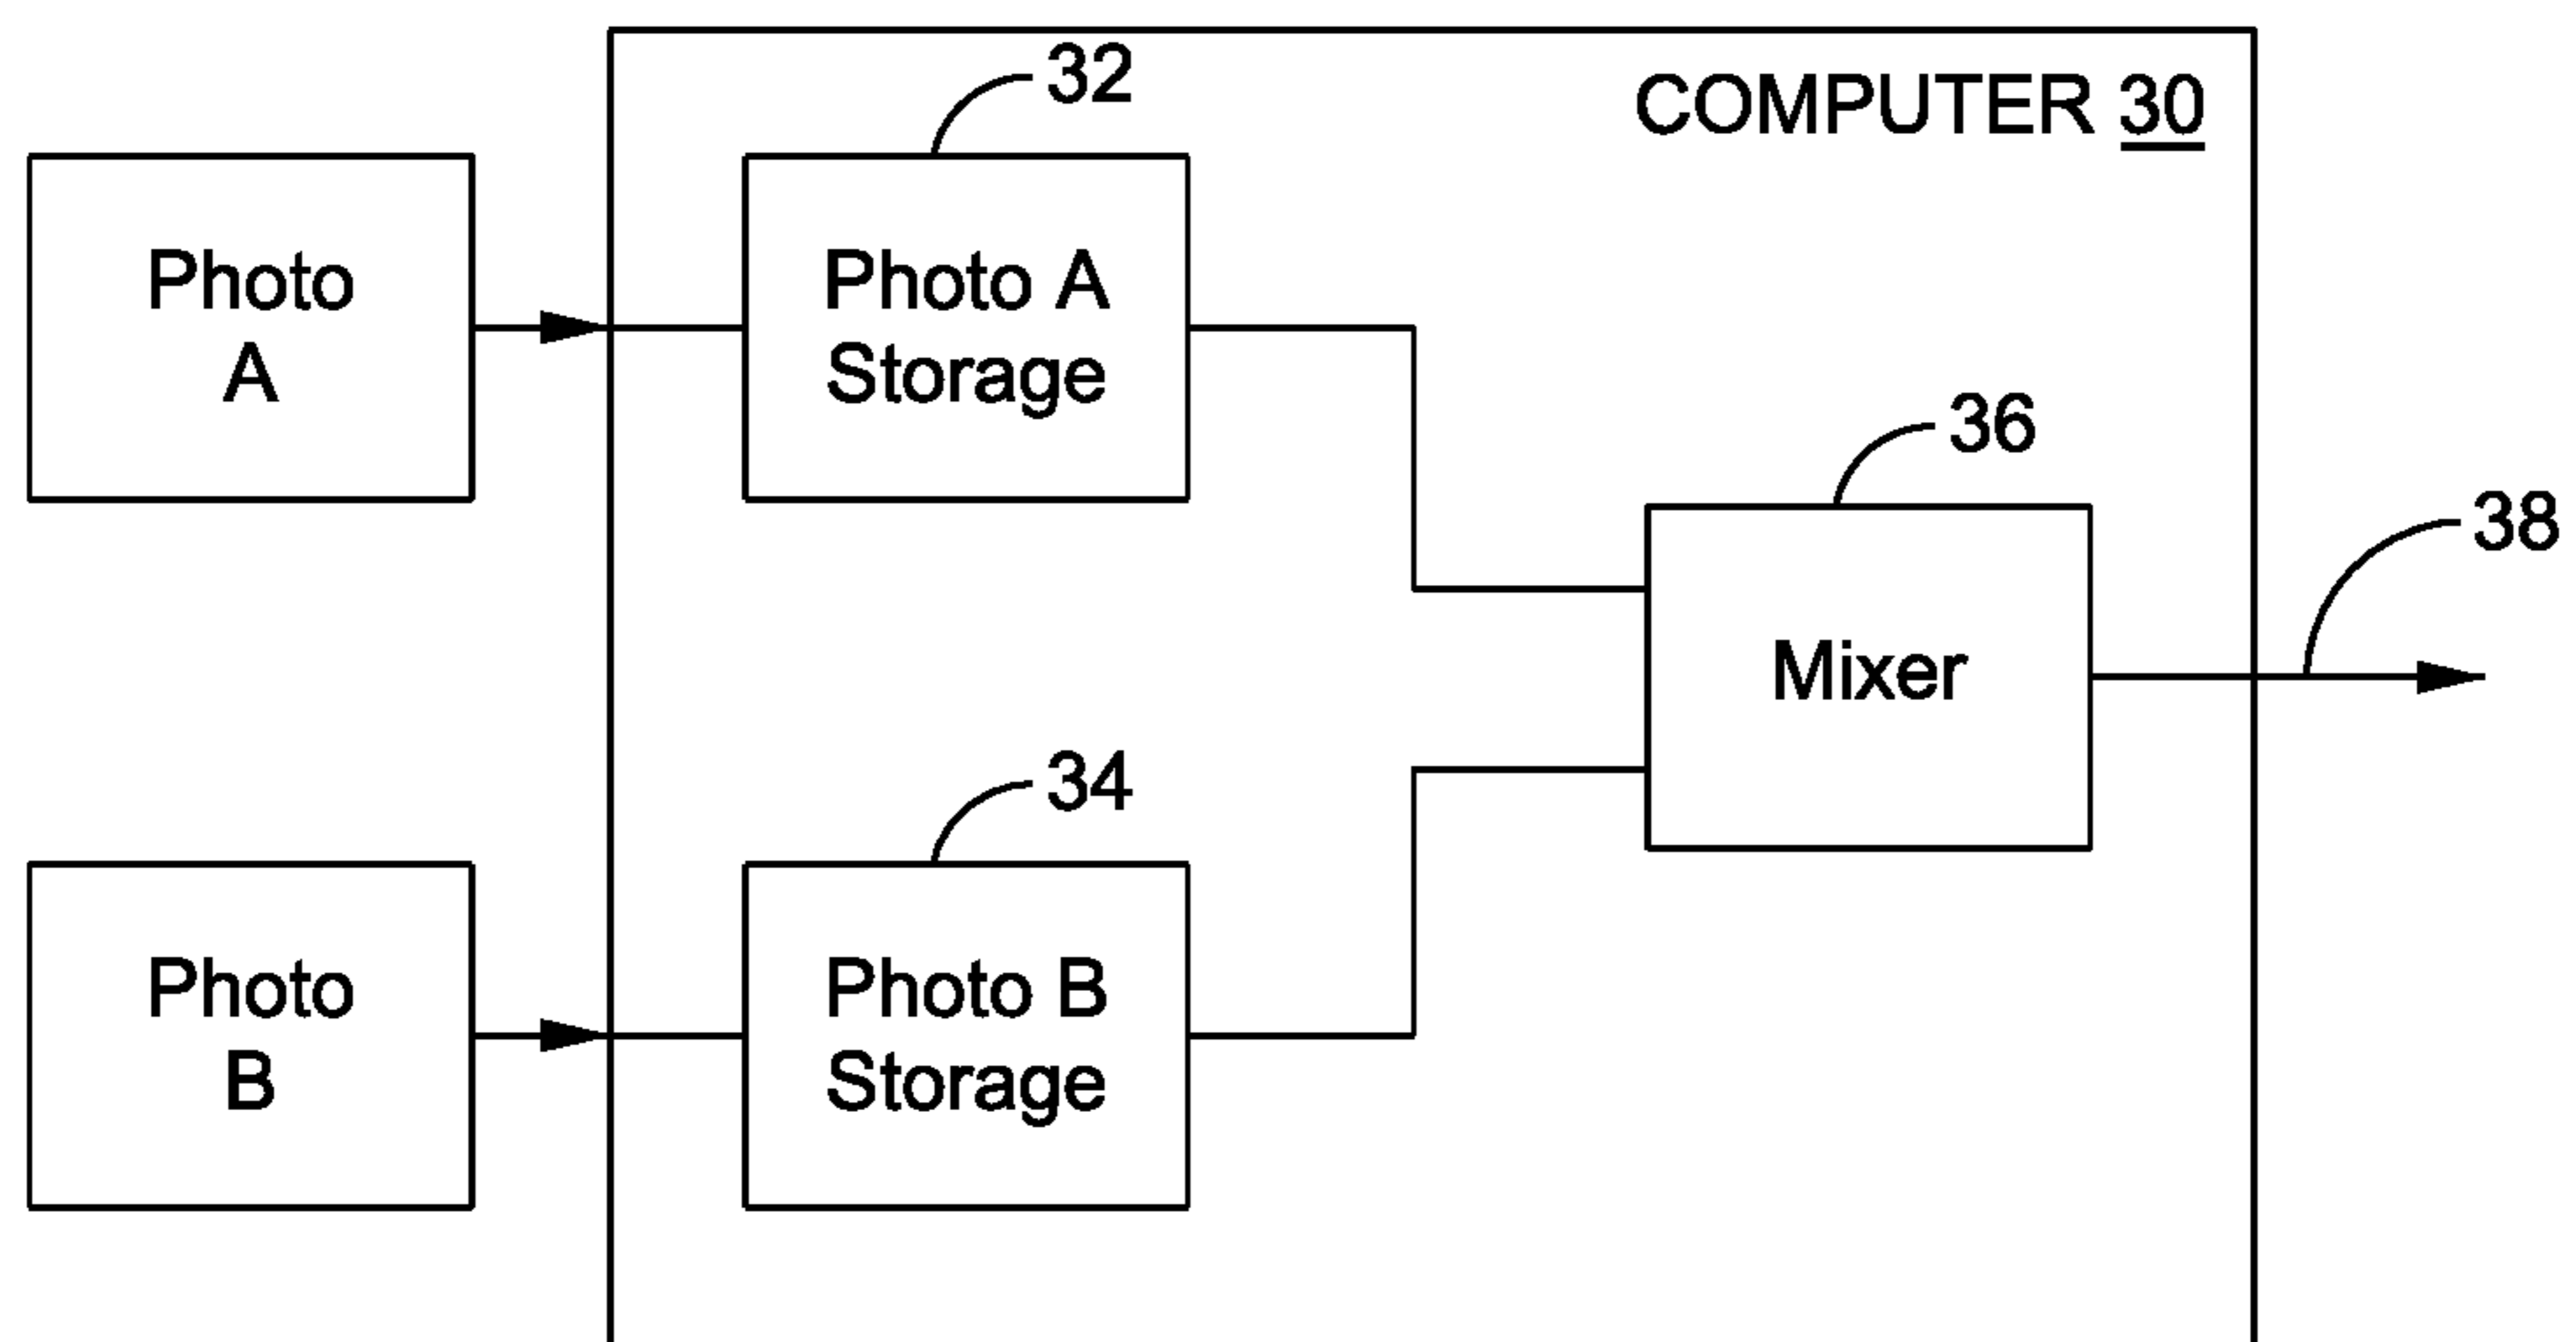 COMPUTER 30
32
Photo
A
Photo A
Storage
36
Mixer
38
34
Photo
B
Photo B
Storage